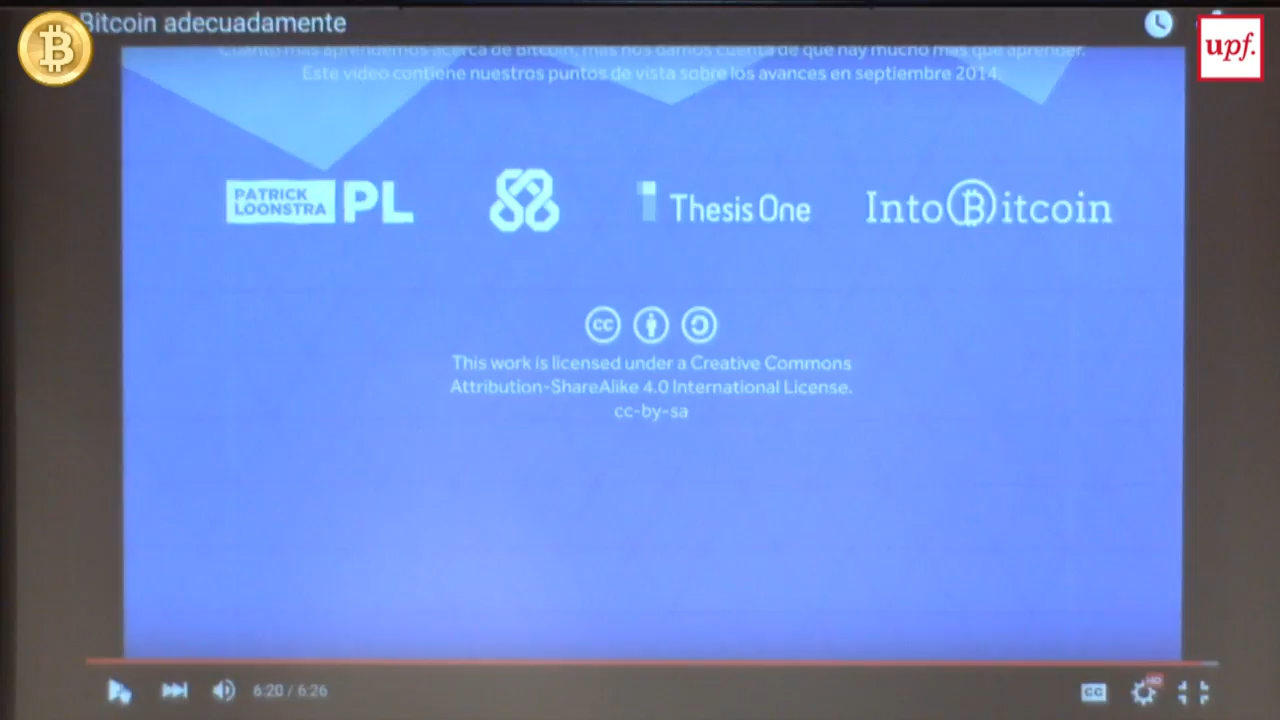 Bitcoin adecuadamente
upf.
Cuanto más aprendemos acerca de Bitcoin, más nos damos cuenta de que hay mucho más que aprender.
Este video contiene nuestros puntos de vista sobre los avances en septiembre 2014.
PATRICK
LOONSTRA
PL
Thesis One
IntoBitcoin
cc
This work is licensed under a Creative Commons
Attribution-ShareAlike 4.0 International License.
cc-by-sa
6:20 / 6:26
CC
HD